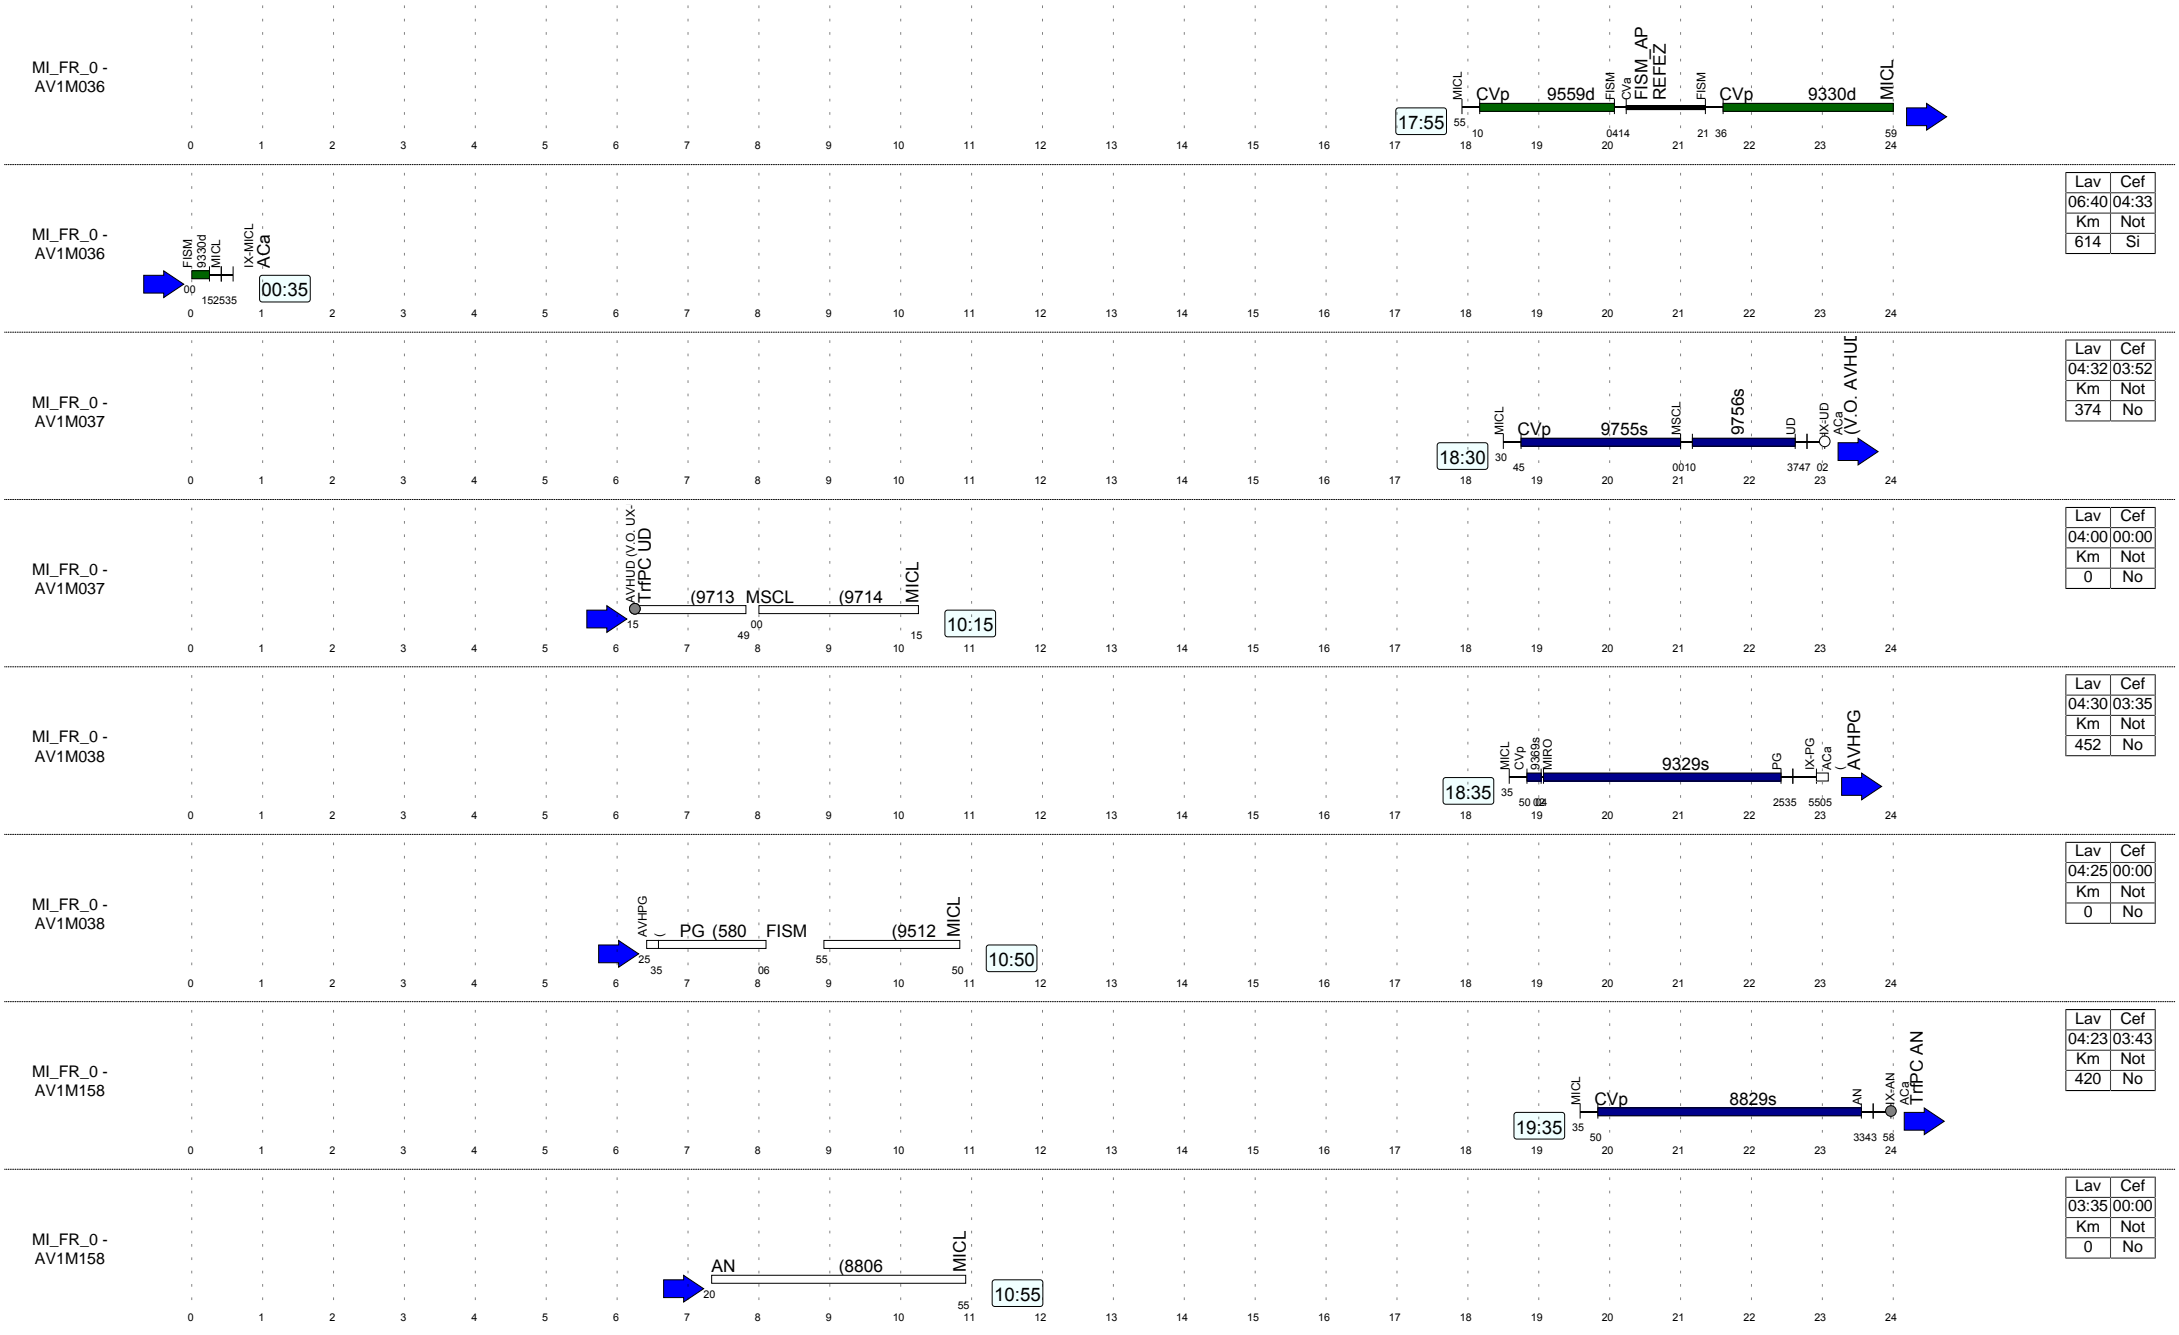 MI_FR_0 -
AV1M036
17:55
MICL
CVp
9559d
FISM
CVa
FISM_AP
REFEZ
FISM
CVp
9330d
MICL
55 10 0414 21 36 59
0 1 2 3 4 5 6 7 8 9 10 11 12 13 14 15 16 17 18 19 20 21 22 23 24
MI_FR_0 -
AV1M036
FISM
9330d
MICL
IX-MICL
ACa
00:35
00
152535
Lav Cef
06:40 04:33
Km Not
614 Si
0 1 2 3 4 5 6 7 8 9 10 11 12 13 14 15 16 17 18 19 20 21 22 23 24
MI_FR_0 -
AV1M037
18:30
MICL
CVp
9755s
MSCL
9756s
UD
IX-UD
ACa
(V.O. AVHUD
30 45 0010 3747 02
Lav Cef
04:32 03:52
Km Not
374 No
0 1 2 3 4 5 6 7 8 9 10 11 12 13 14 15 16 17 18 19 20 21 22 23 24
MI_FR_0 -
AV1M037
AVHUD (V.O. UX-
TrfPC UD
(9713
MSCL
(9714
MICL
10:15
15 49 00 15
Lav Cef
04:00 00:00
Km Not
0 No
0 1 2 3 4 5 6 7 8 9 10 11 12 13 14 15 16 17 18 19 20 21 22 23 24
MI_FR_0 -
AV1M038
18:35
MICL
CVp
9369s
MIRO
9329s
PG
IX-PG
ACa
(
AVHPG
35 50 02 04 2535 5505
Lav Cef
04:30 03:35
Km Not
452 No
0 1 2 3 4 5 6 7 8 9 10 11 12 13 14 15 16 17 18 19 20 21 22 23 24
MI_FR_0 -
AV1M038
AVHPG
(
PG (580
FISM
(9512
MICL
10:50
25 35 06 55 50
Lav Cef
04:25 00:00
Km Not
0 No
0 1 2 3 4 5 6 7 8 9 10 11 12 13 14 15 16 17 18 19 20 21 22 23 24
MI_FR_0 -
AV1M158
19:35
MICL
CVp
8829s
AN
IX-AN
ACa
TrfPC AN
35 50 3343 58
Lav Cef
04:23 03:43
Km Not
420 No
0 1 2 3 4 5 6 7 8 9 10 11 12 13 14 15 16 17 18 19 20 21 22 23 24
MI_FR_0 -
AV1M158
AN
(8806
MICL
10:55
20 55
Lav Cef
03:35 00:00
Km Not
0 No
0 1 2 3 4 5 6 7 8 9 10 11 12 13 14 15 16 17 18 19 20 21 22 23 24